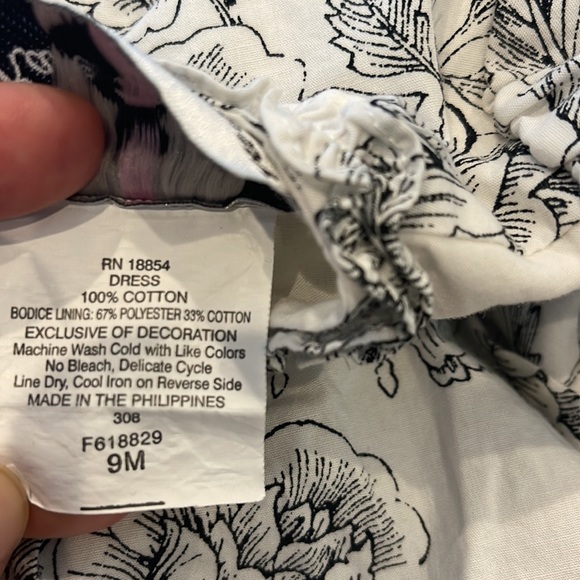 RN 18854
DRESS
100% COTTON
BODICE LINING: 67% POLYESTER 33% COTTON
EXCLUSIVE OF DECORATION
Machine Wash Cold with Like Colors
No Bleach, Delicate Cycle
Line Dry, Cool Iron on Reverse Side
MADE IN THE PHILIPPINES
308
F618829
9M